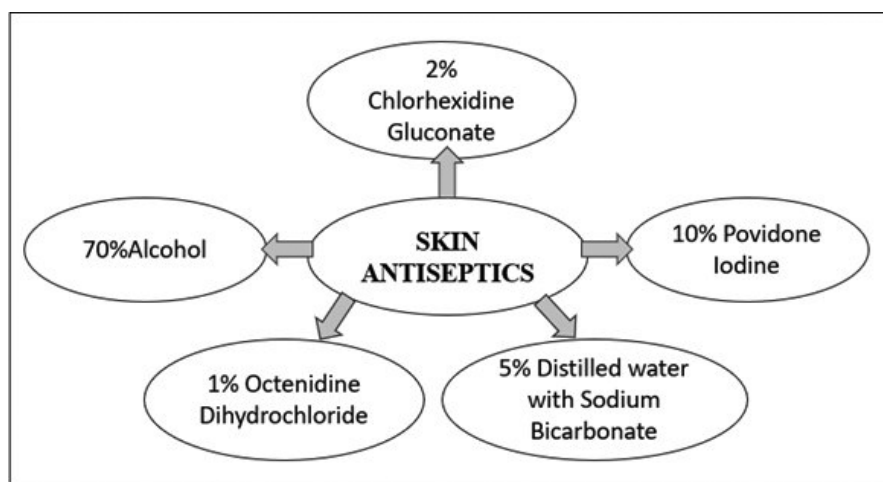 2%
Chlorhexidine
Gluconate
70%Alcohol
SKIN
ANTISEPTICS
10% Povidone
Iodine
1% Octenidine
Dihydrochloride
5% Distilled water
with Sodium
Bicarbonate